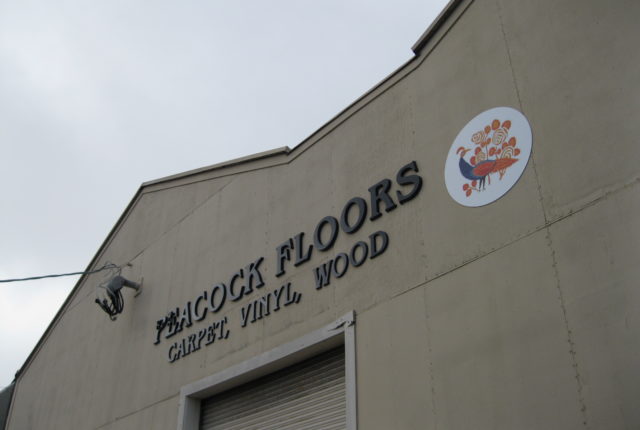 PEACOCK FLOORS
CARPET, VINYL, WOOD